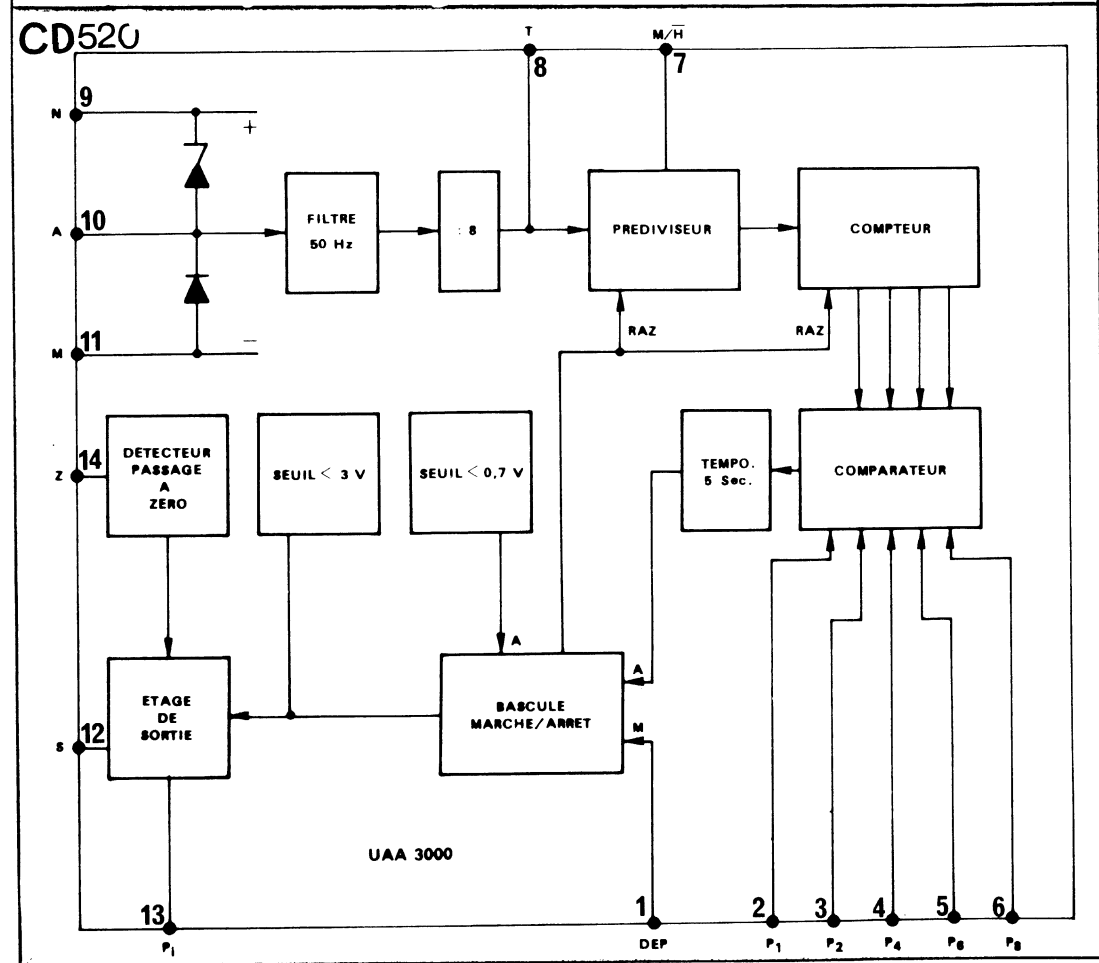 CD520
T
M/H̅
8
7
9
N
+
10
A
FILTRE
50 Hz
: 8
PREDIVISEUR
COMPTEUR
11
M
−
RAZ
RAZ
14
Z
DÉTECTEUR
PASSAGE
A
ZERO
SEUIL < 3 V
SEUIL < 0,7 V
TEMPO.
5 Sec.
COMPARATEUR
A
A
12
S
ETAGE
DE
SORTIE
BASCULE
MARCHE/ARRET
M
UAA 3000
13
1
2
3
4
5
6
Pi
DEP
P1
P2
P4
P6
P8